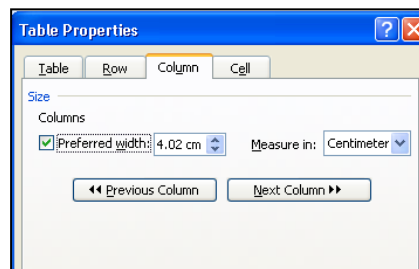 Table Properties
Table Row Column Cell
Size
Columns
Preferred width: 4.02 cm Measure in: Centimeter
Previous Column Next Column